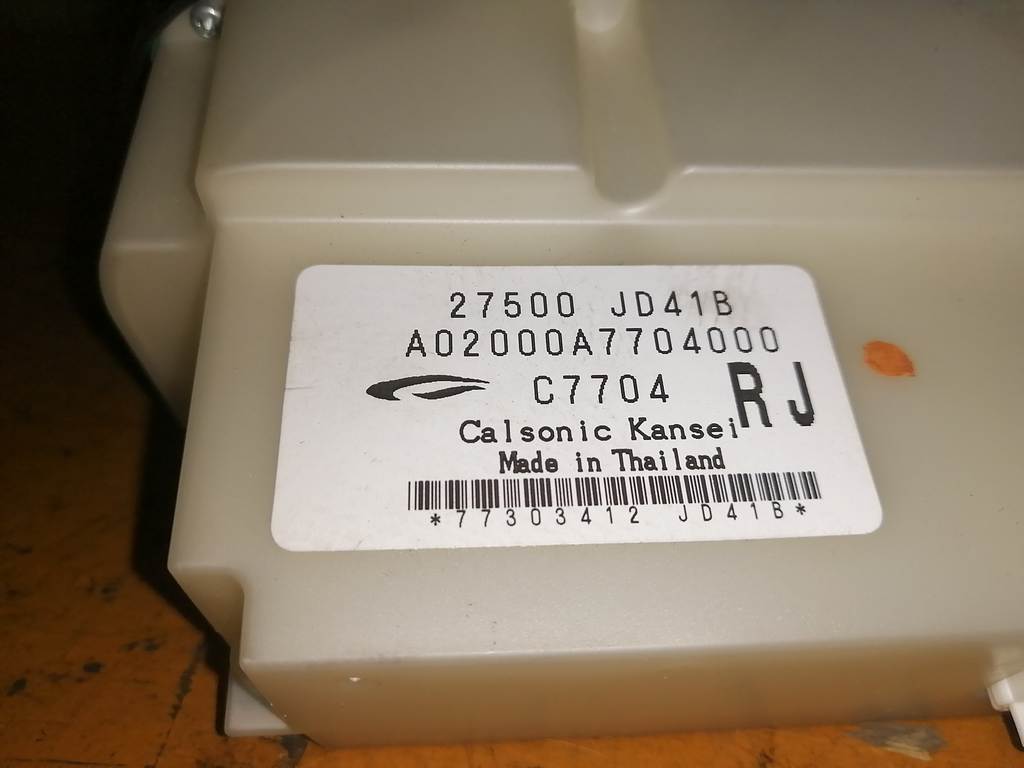 27500 JD41B
A02000A7704000
C7704 RJ
Calsonic Kansei
Made in Thailand
*77303412 JD41B*